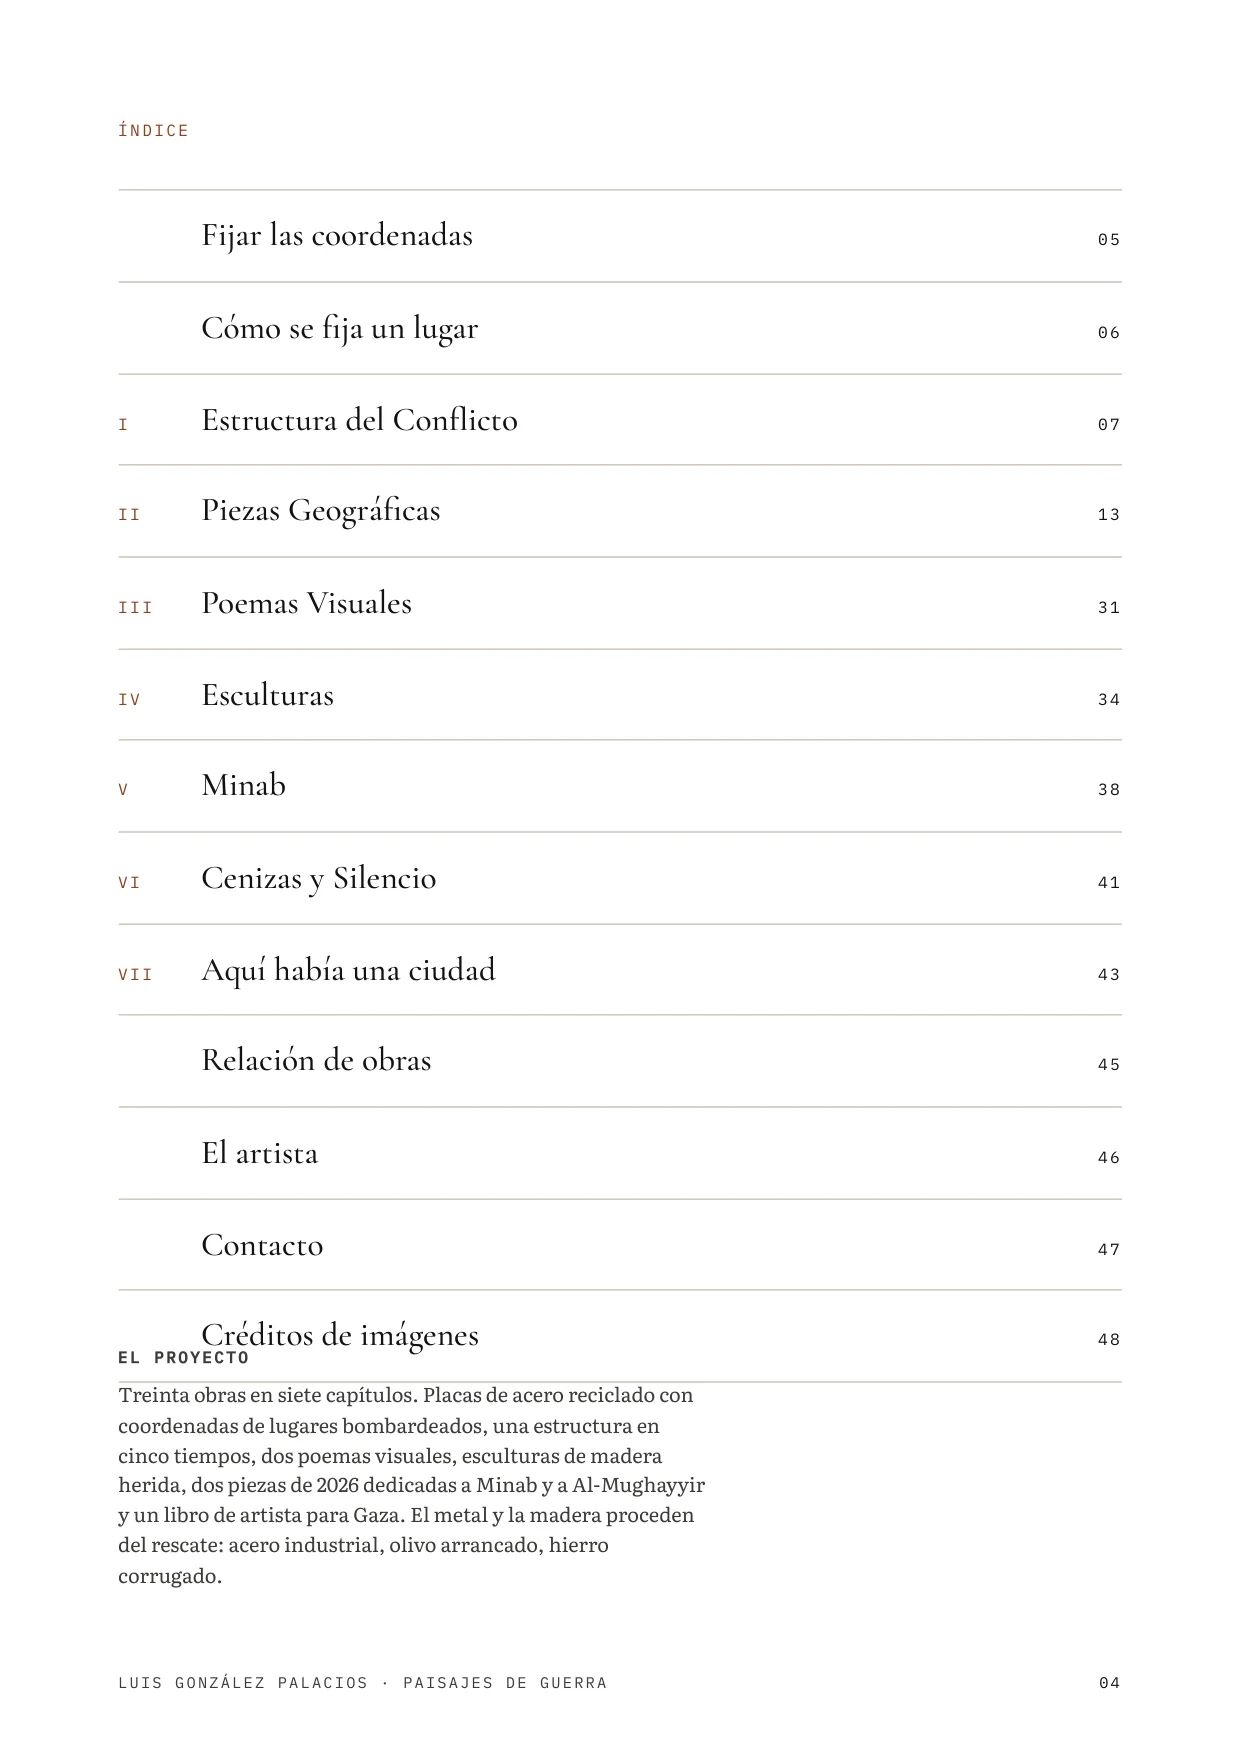 ÍNDICE
Fijar las coordenadas 05
Cómo se fija un lugar 06
I Estructura del Conflicto 07
II Piezas Geográficas 13
III Poemas Visuales 31
IV Esculturas 34
V Minab 38
VI Cenizas y Silencio 41
VII Aquí había una ciudad 43
Relación de obras 45
El artista 46
Contacto 47
Créditos de imágenes 48
EL PROYECTO
Treinta obras en siete capítulos. Placas de acero reciclado con
coordenadas de lugares bombardeados, una estructura en
cinco tiempos, dos poemas visuales, esculturas de madera
herida, dos piezas de 2026 dedicadas a Minab y a Al-Mughayyir
y un libro de artista para Gaza. El metal y la madera proceden
del rescate: acero industrial, olivo arrancado, hierro
corrugado.
LUIS GONZÁLEZ PALACIOS · PAISAJES DE GUERRA 04